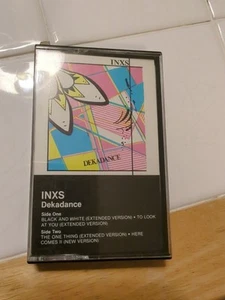 INXS
DEKADANCE
INXS
Dekadance
Side One
BLACK AND WHITE (EXTENDED VERSION) • TO LOOK
AT YOU (EXTENDED VERSION)
Side Two
THE ONE THING (EXTENDED VERSION) • HERE
COMES II (NEW VERSION)